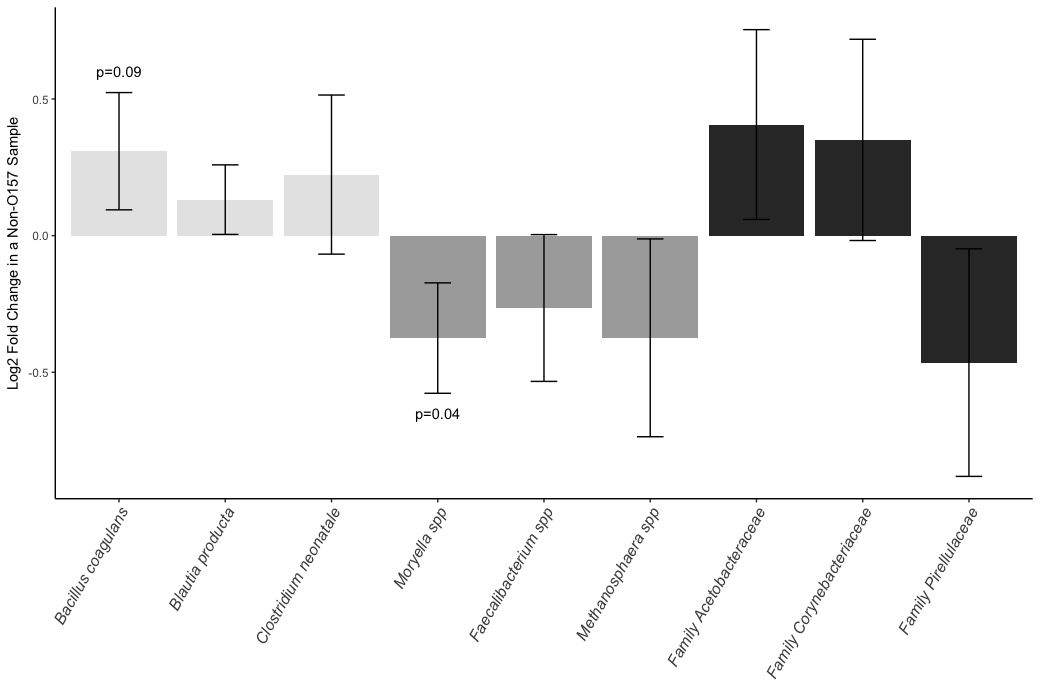 Log2 Fold Change in a Non-O157 Sample
0.5
0.0
-0.5
p=0.09
p=0.04
Bacillus coagulans
Blautia producta
Clostridium neonatale
Moryella spp
Faecalibacterium spp
Methanosphaera spp
Family Acetobacteraceae
Family Corynebacteriaceae
Family Pirellulaceae